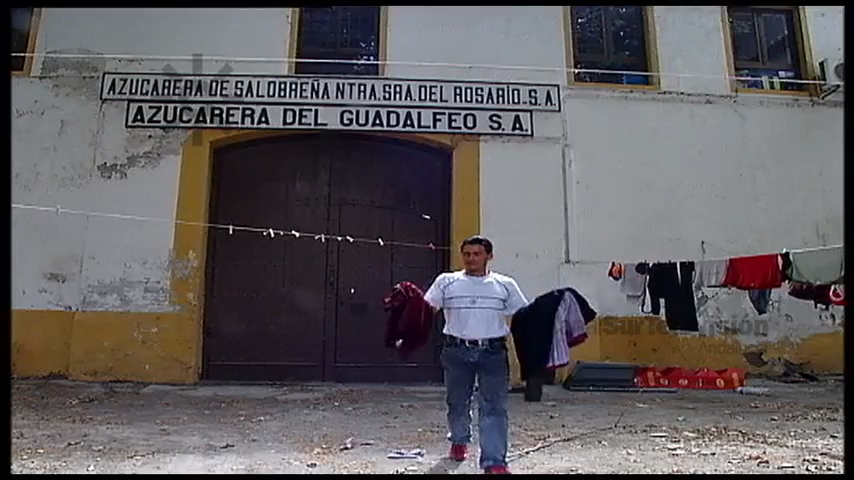 AZUCARERA DE SALOBREÑA NTRA.SRA.DEL ROSARIO.S.A.
AZUCARERA DEL GUADALFEO S.A.